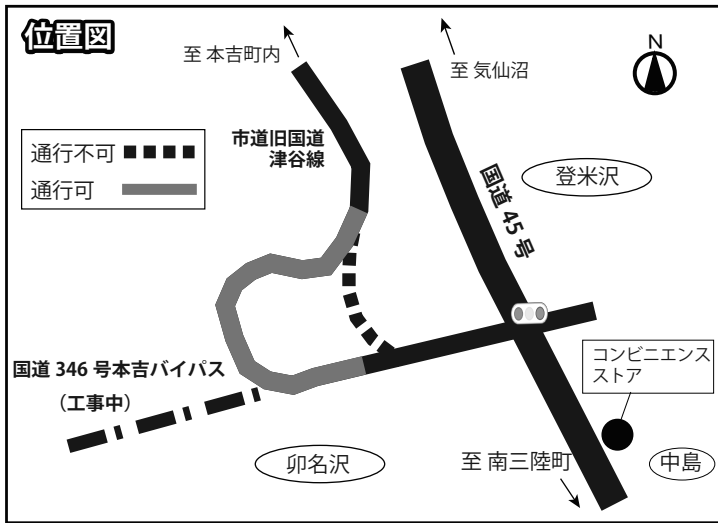 位置図
至 本吉町内
至 気仙沼
N
通行不可
通行可
市道旧国道
津谷線
国道 45 号
登米沢
国道 346 号本吉バイパス
（工事中）
コンビニエンス
ストア
卯名沢
至 南三陸町
中島